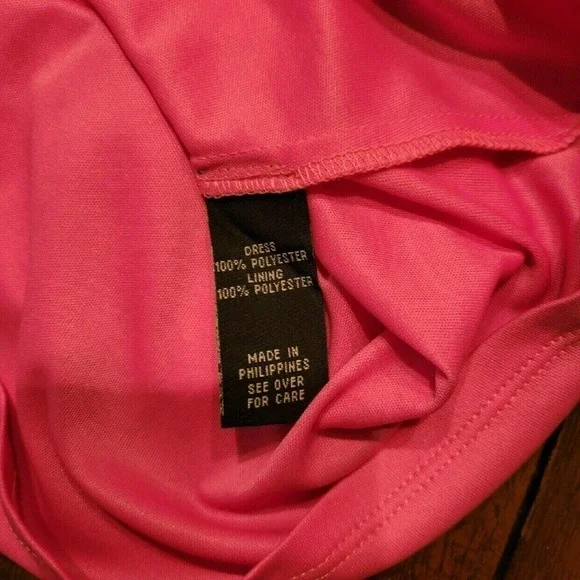 DRESS
100% POLYESTER
LINING
100% POLYESTER
MADE IN
PHILIPPINES
SEE OVER
FOR CARE